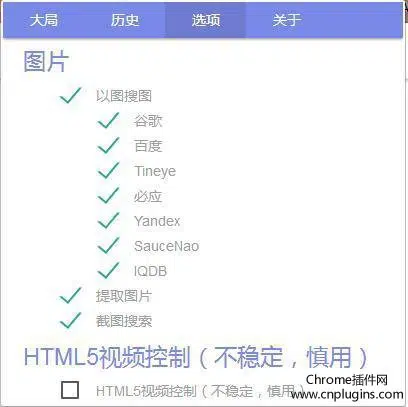 大局 历史 选项 关于
图片
以图搜图
谷歌
百度
Tineye
必应
Yandex
SauceNao
IQDB
提取图片
截图搜索
HTML5视频控制（不稳定，慎用）
HTML5视频控制（不稳定，慎用）
Chrome插件网
www.cnplugins.com